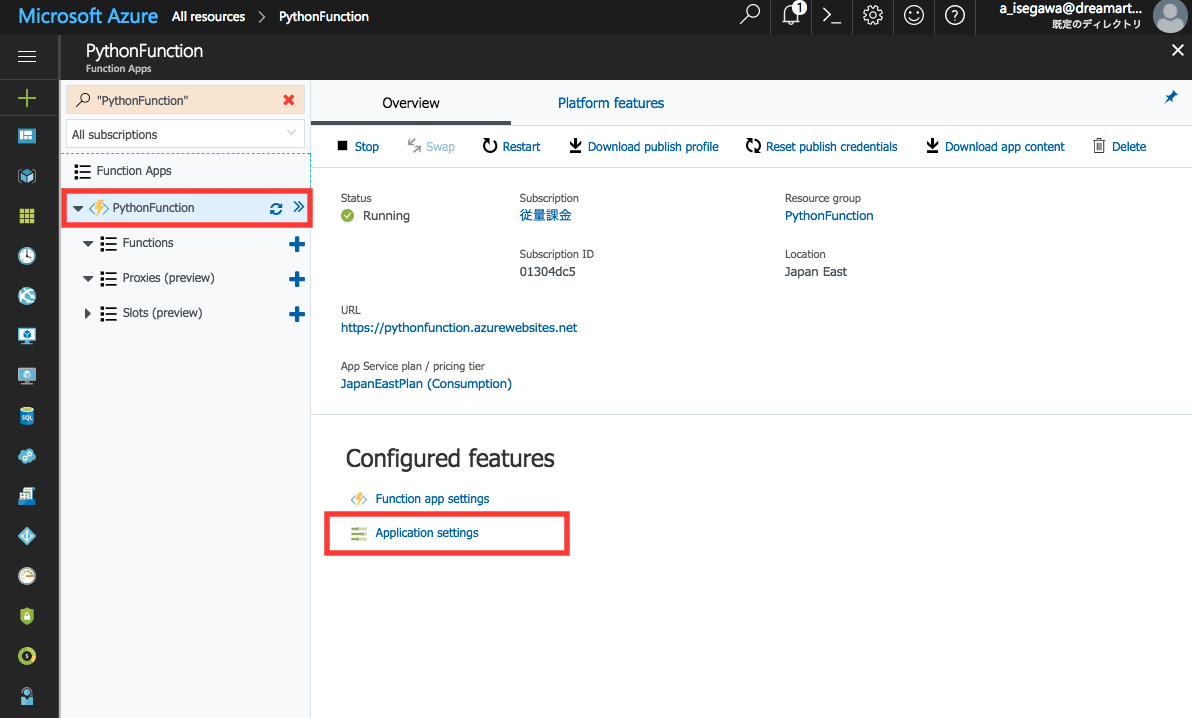 Microsoft Azure All resources > PythonFunction
1
a_isegawa@dreamart...
既定のディレクトリ
PythonFunction
Function Apps
"PythonFunction"
All subscriptions
Function Apps
PythonFunction
Functions
Proxies (preview)
Slots (preview)
Overview
Platform features
Stop Swap Restart Download publish profile Reset publish credentials Download app content Delete
Status
Running
Subscription
従量課金
Resource group
PythonFunction
Subscription ID
01304dc5
Location
Japan East
URL
https://pythonfunction.azurewebsites.net
App Service plan / pricing tier
JapanEastPlan (Consumption)
Configured features
Function app settings
Application settings
SQL